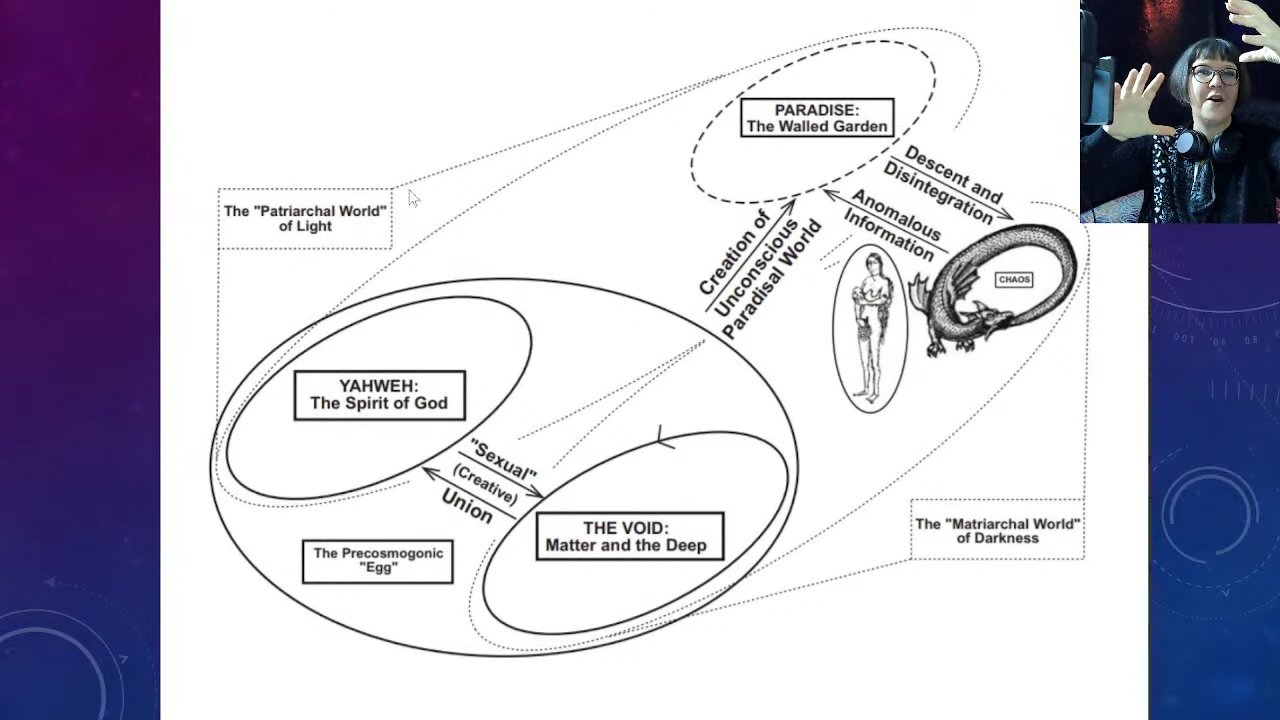 PARADISE:
The Walled Garden
Descent and
Disintegration
Anomalous
Information
CHAOS
The "Patriarchal World"
of Light
Creation of
Unconscious
Paradisal World
YAHWEH:
The Spirit of God
"Sexual"
(Creative)
Union
THE VOID:
Matter and the Deep
The Precosmogonic
"Egg"
The "Matriarchal World"
of Darkness